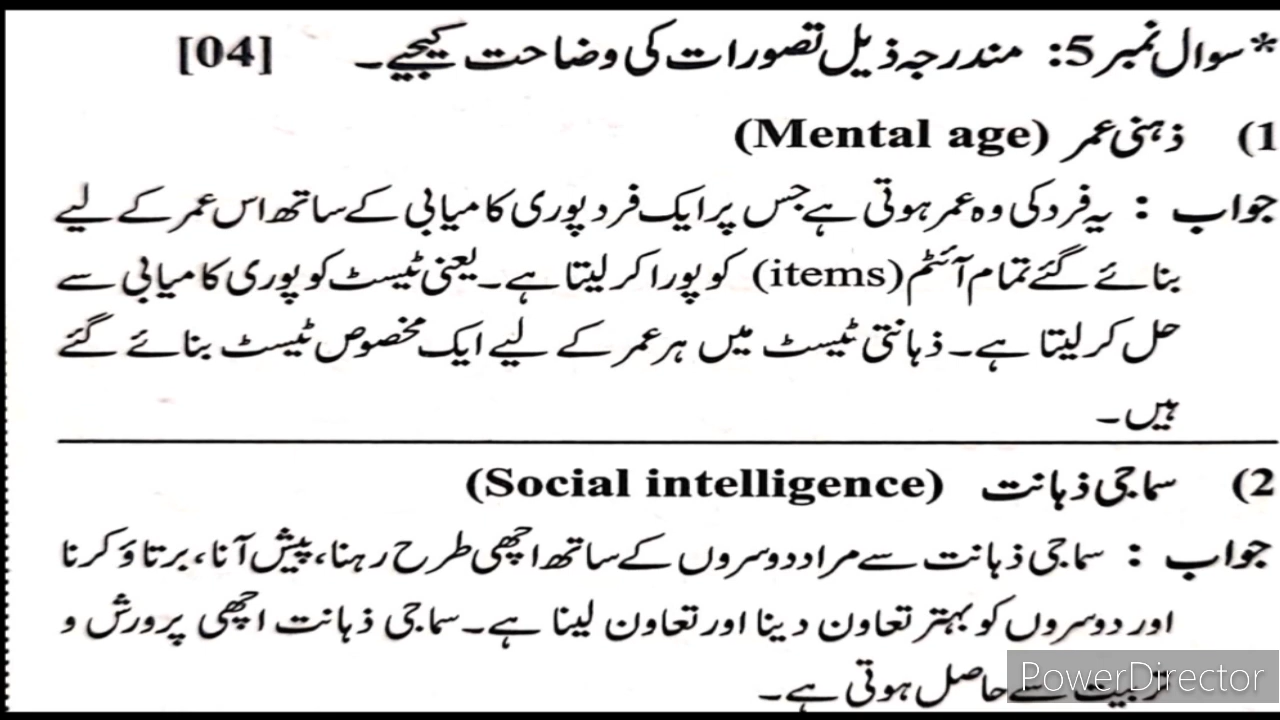 * سوال نمبر 5: مندرجہ ذیل تصورات کی وضاحت کیجیے۔ [04]
1) ذہنی عمر (Mental age)
جواب : یہ فرد کی وہ عمر ہوتی ہے جس پر ایک فرد پوری کامیابی کے ساتھ اس عمر کے لیے
بنائے گئے تمام آئٹم (items) کو پورا کر لیتا ہے۔ یعنی ٹیسٹ کو پوری کامیابی سے
حل کر لیتا ہے۔ ذہانتی ٹیسٹ میں ہر عمر کے لیے ایک مخصوص ٹیسٹ بنائے گئے
ہیں۔
2) سماجی ذہانت (Social intelligence)
جواب : سماجی ذہانت سے مراد دوسروں کے ساتھ اچھی طرح رہنا، پیش آنا، برتاؤ کرنا
اور دوسروں کو بہتر تعاون دینا اور تعاون لینا ہے۔ سماجی ذہانت اچھی پرورش و
تربیت سے حاصل ہوتی ہے۔
PowerDirector